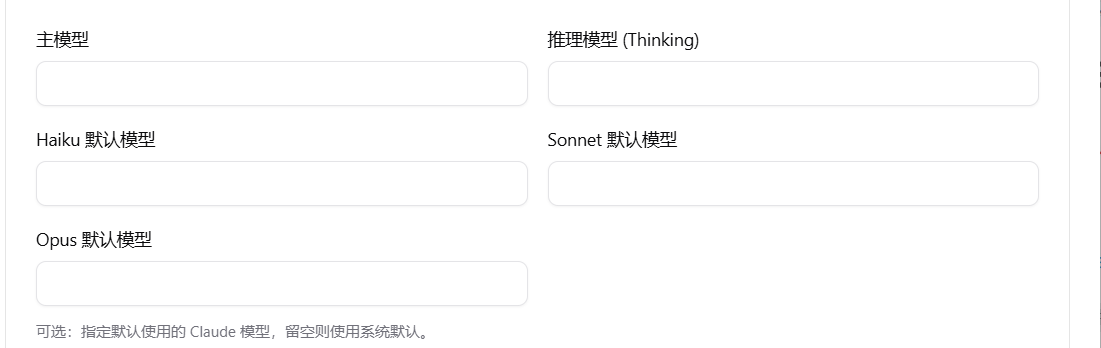 主模型
推理模型 (Thinking)
Haiku 默认模型
Sonnet 默认模型
Opus 默认模型
可选：指定默认使用的 Claude 模型，留空则使用系统默认。